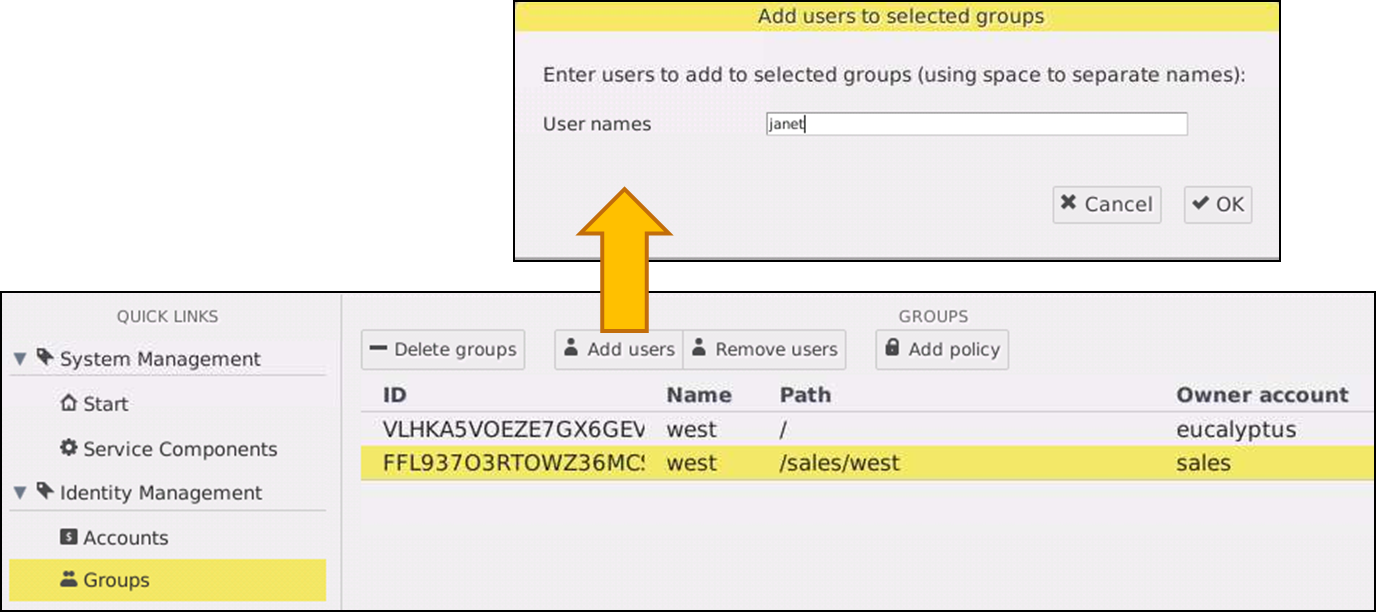 Add users to selected groups
Enter users to add to selected groups (using space to separate names):
User names janet
Cancel OK
QUICK LINKS
System Management
Start
Service Components
Identity Management
Accounts
Groups
GROUPS
Delete groups Add users Remove users Add policy
ID Name Path Owner account
VLHKA5VOEZE7GX6GEV west / eucalyptus
FFL937O3RTOWZ36MCS west /sales/west sales